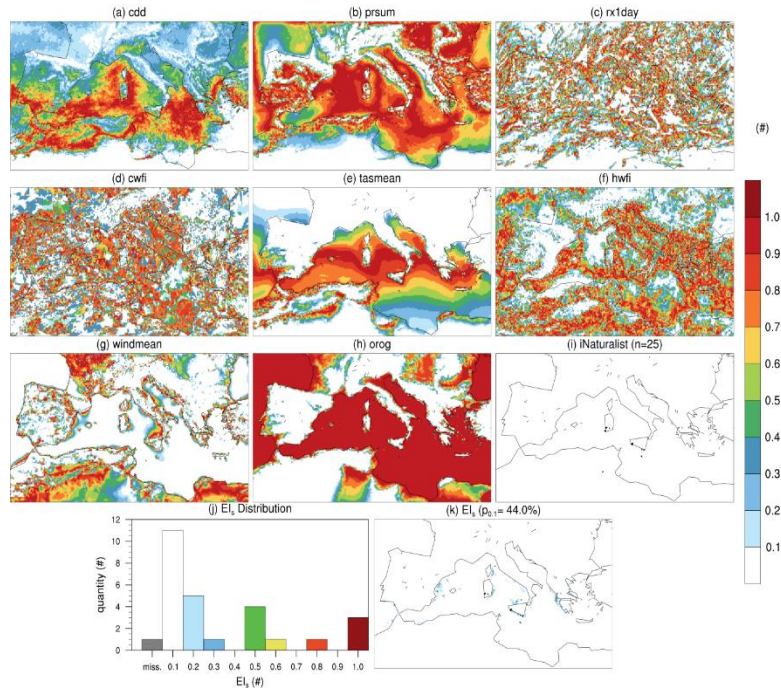 (a) cdd
(b) prsum
(c) rx1day
(#)
(d) cwfi
(e) tasmean
(f) hwfi
1.0
0.9
0.8
0.7
0.6
0.5
0.4
0.3
0.2
0.1
(g) windmean
(h) orog
(i) iNaturalist (n=25)
(j) EIs Distribution
(k) EIs (p0.1= 44.0%)
quantity (#)
12
10
8
6
4
2
0
miss. 0.1 0.2 0.3 0.4 0.5 0.6 0.7 0.8 0.9 1.0
EIs (#)